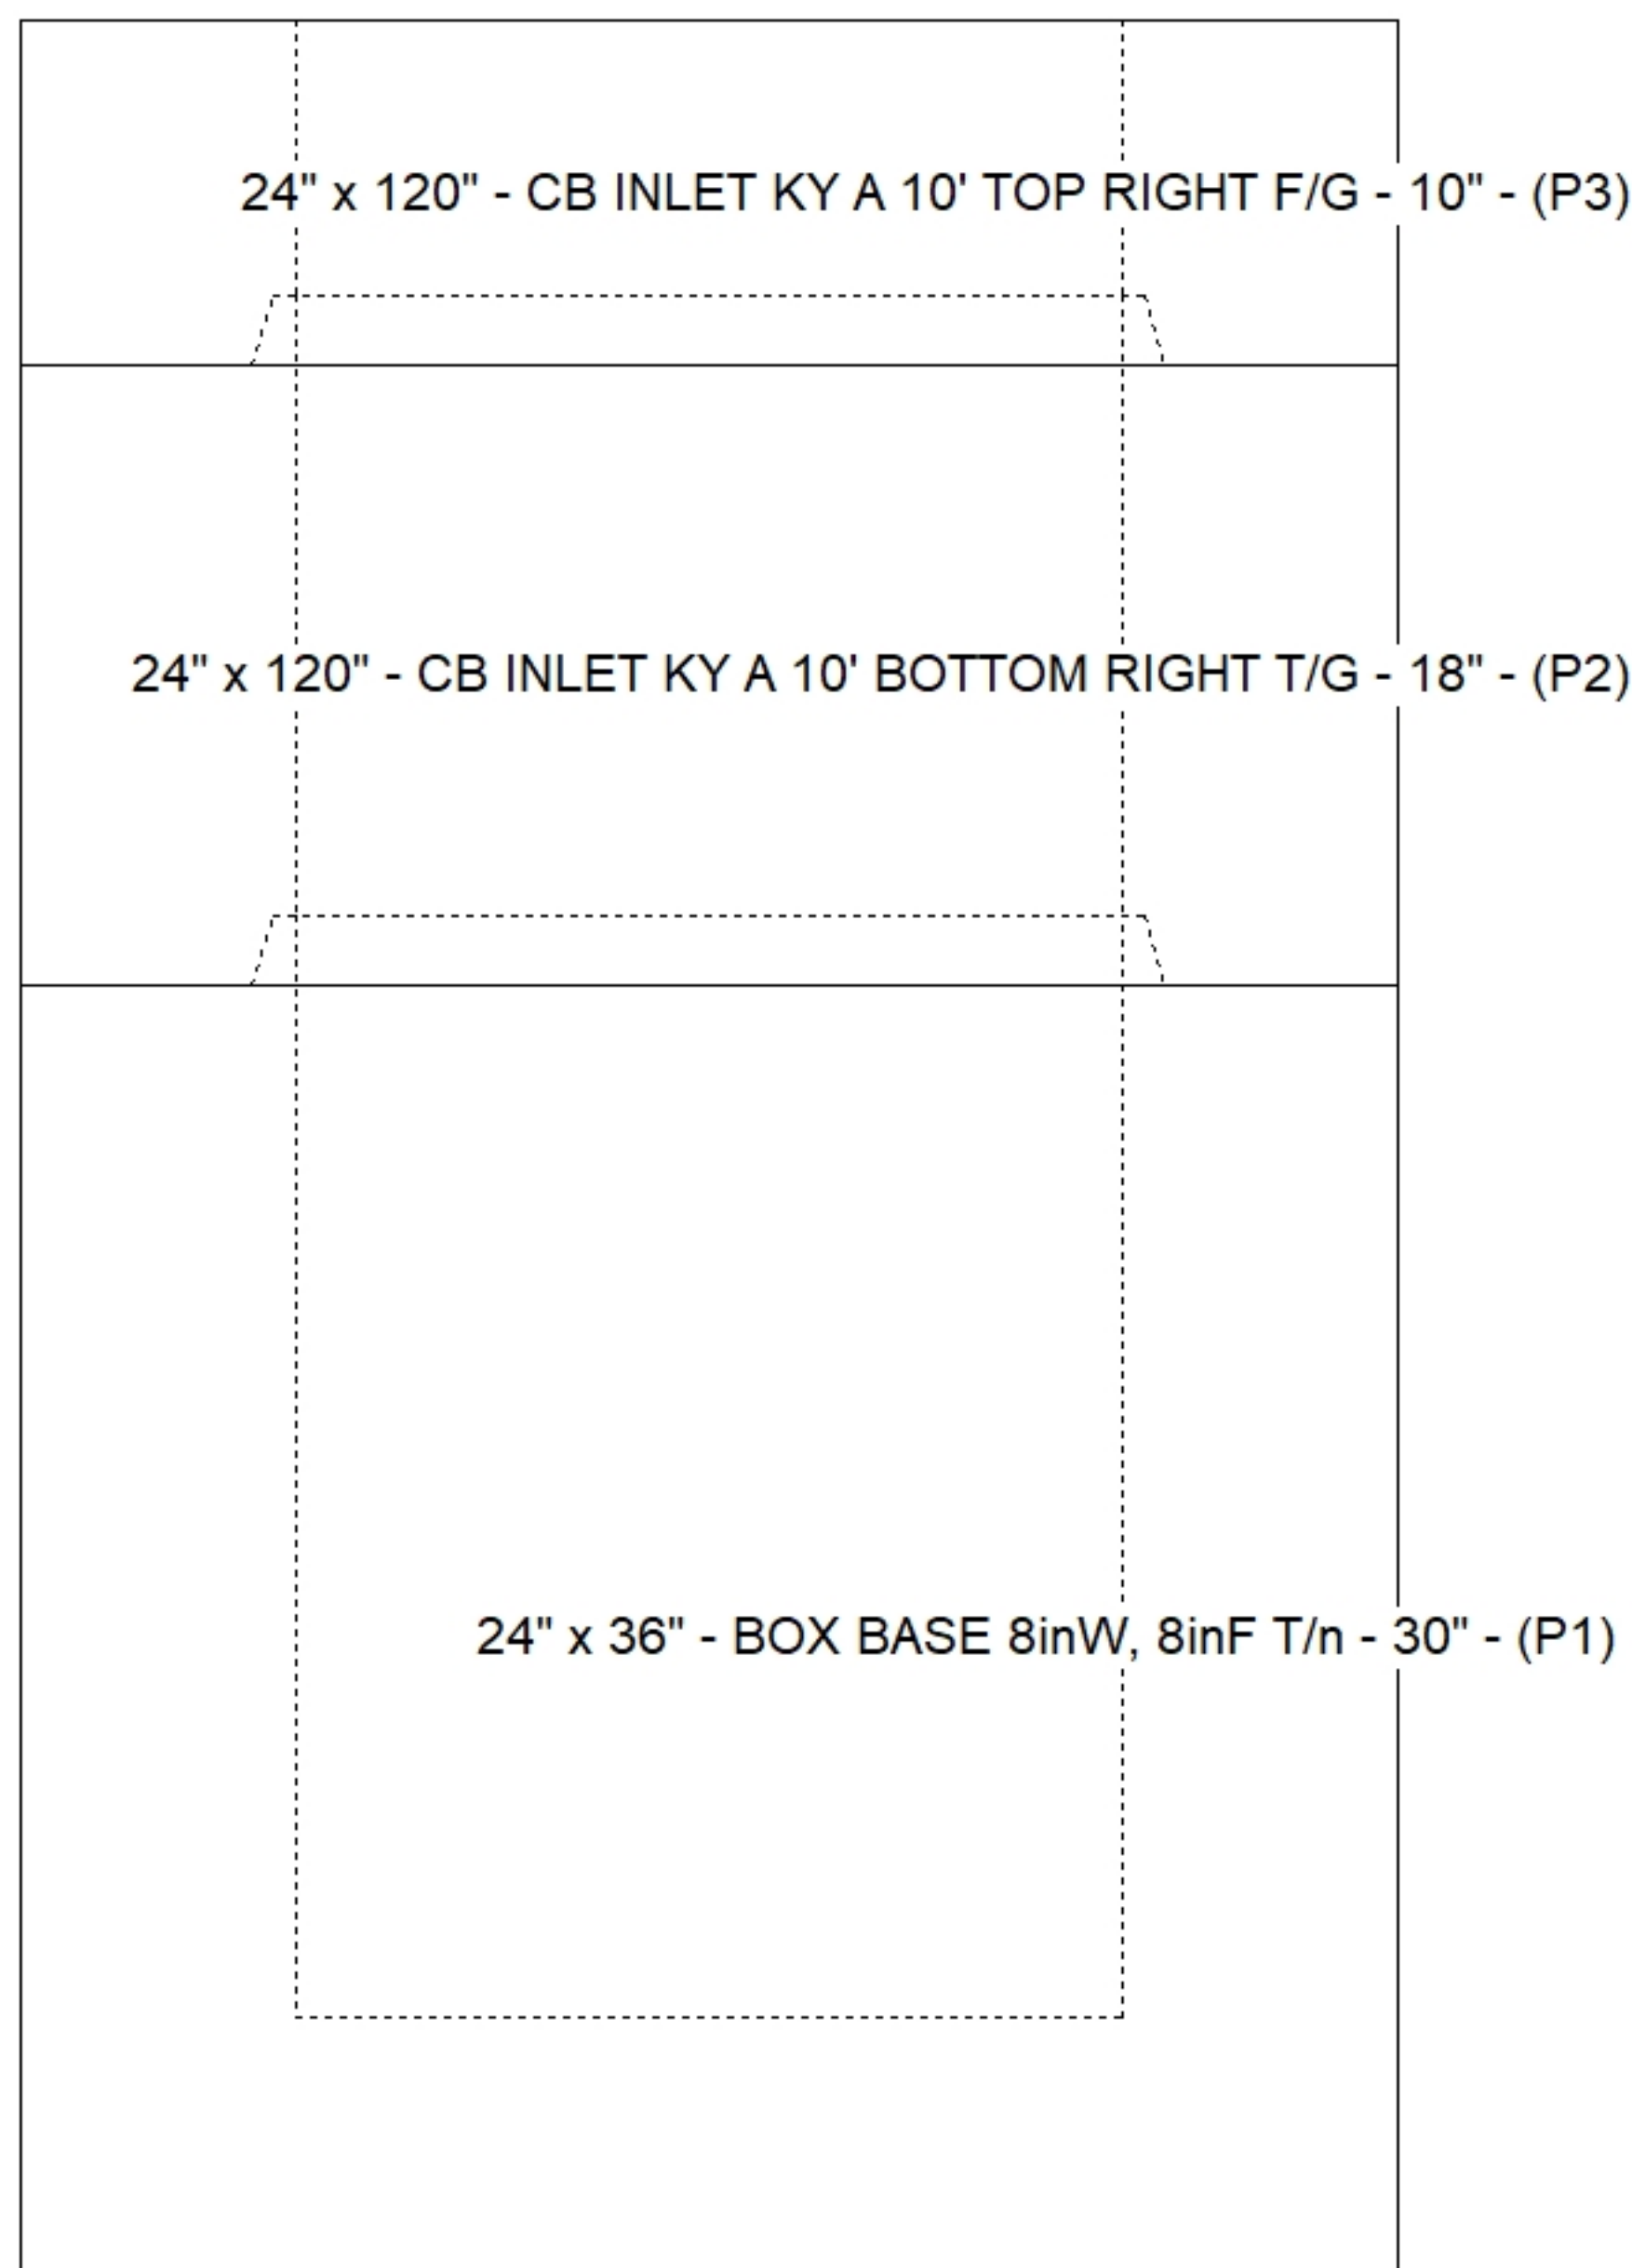 24" x 120" - CB INLET KY A 10' TOP RIGHT F/G - 10" - (P3)
24" x 120" - CB INLET KY A 10' BOTTOM RIGHT T/G - 18" - (P2)
24" x 36" - BOX BASE 8inW, 8inF T/n - 30" - (P1)